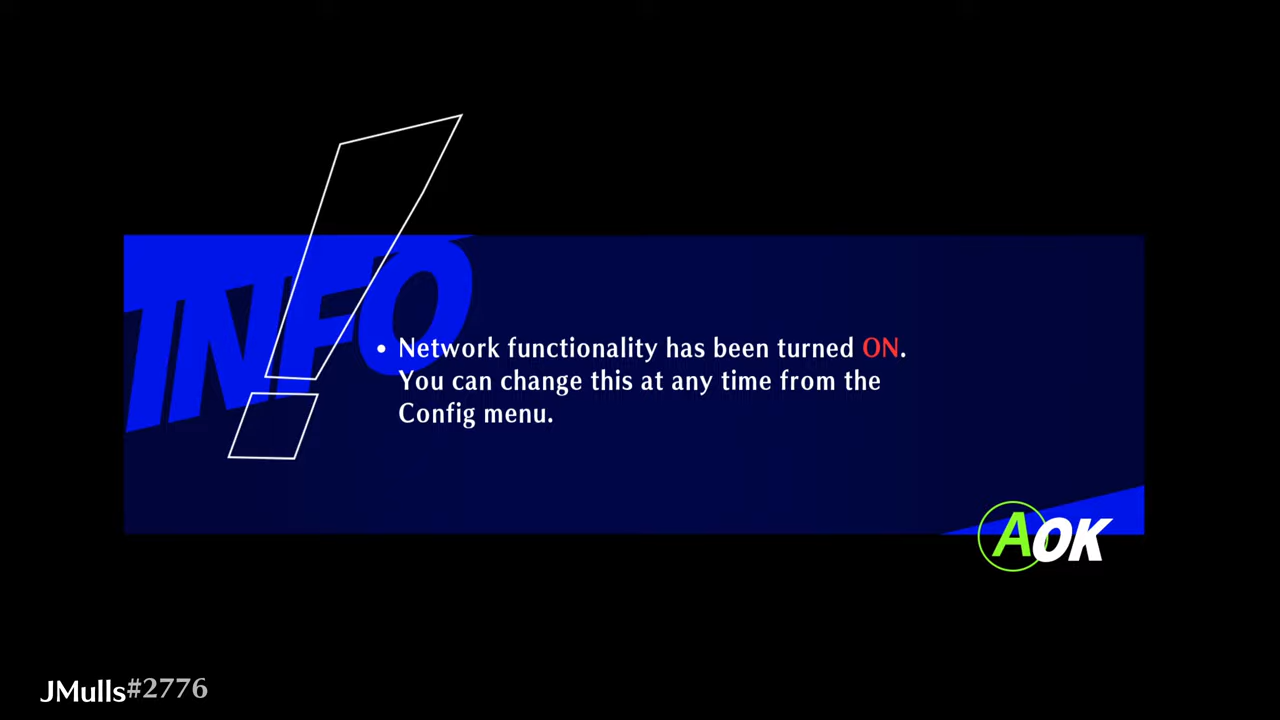 INFO
• Network functionality has been turned ON.
You can change this at any time from the
Config menu.
A OK
JMulls#2776